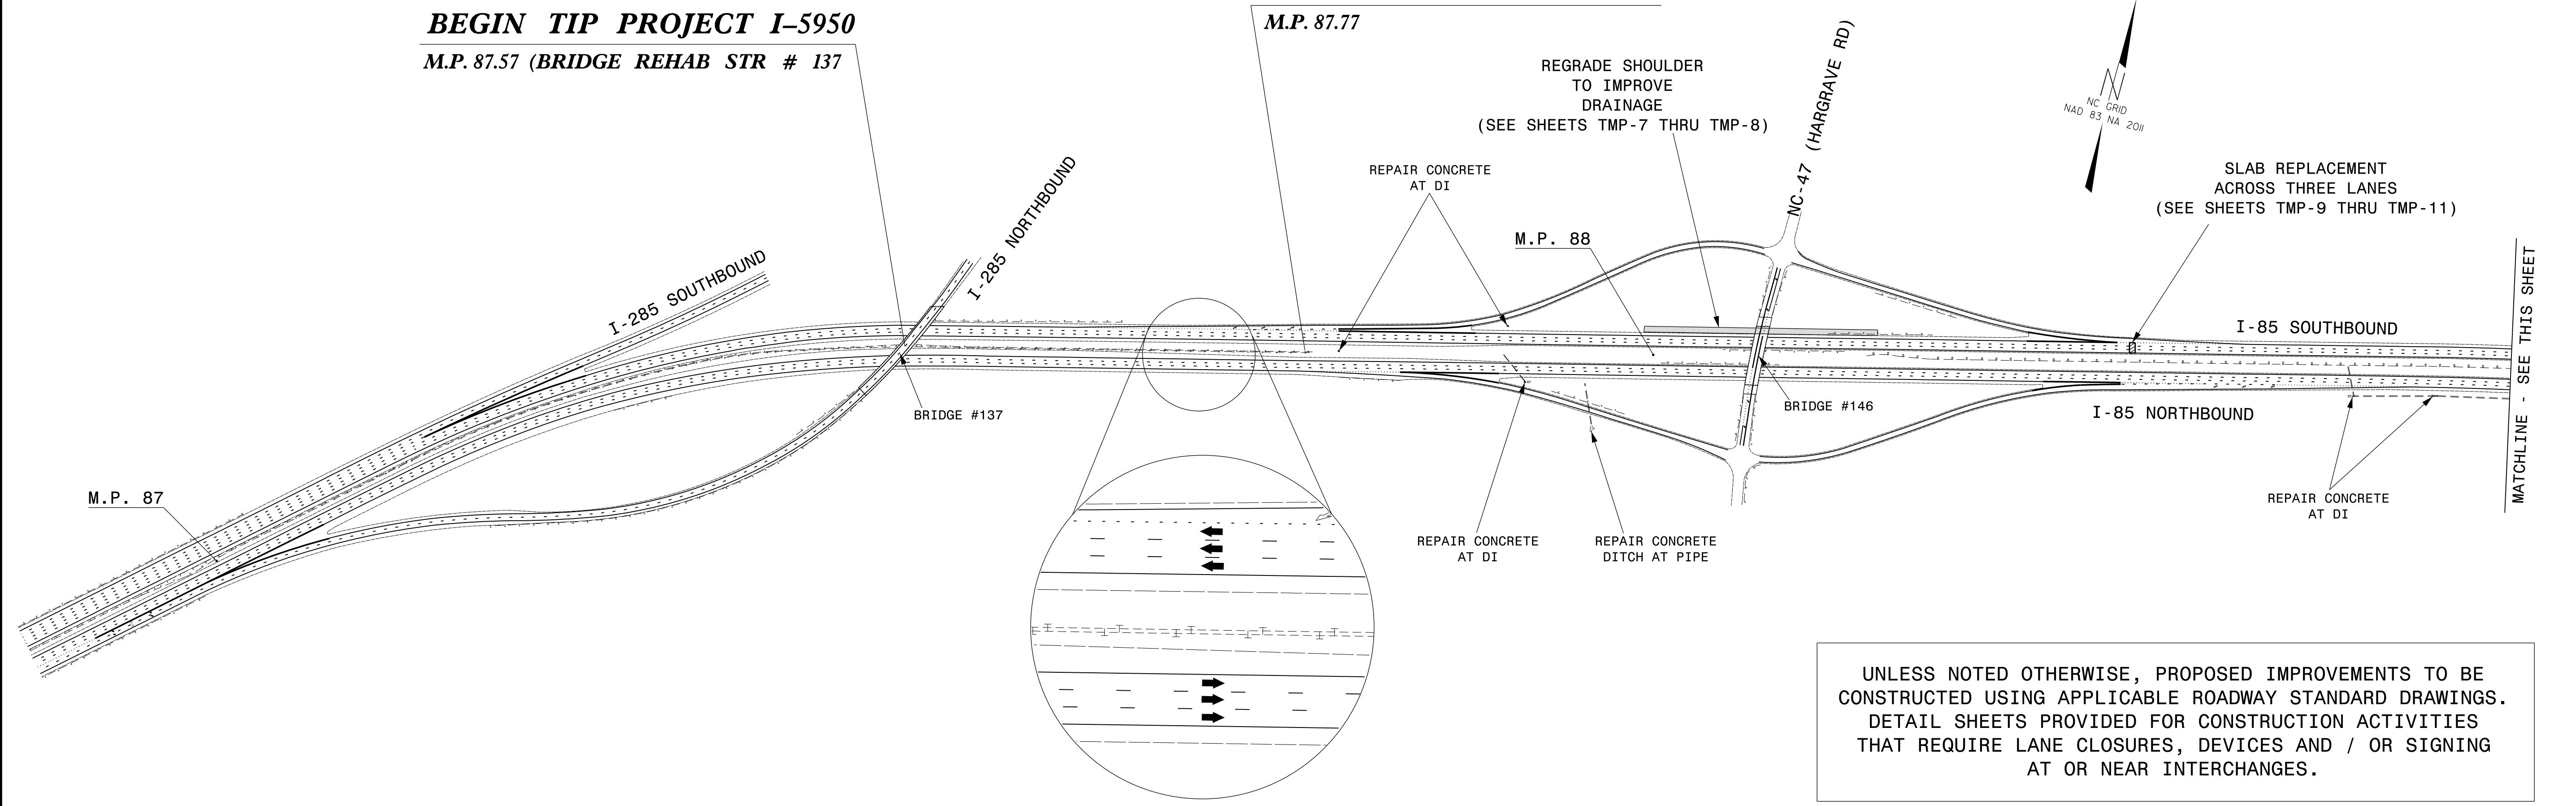 BEGIN TIP PROJECT I–5950
M.P. 87.57 (BRIDGE REHAB STR # 137
M.P. 87.77
REGRADE SHOULDER
TO IMPROVE
DRAINAGE
(SEE SHEETS TMP-7 THRU TMP-8)
NC-47 (HARGRAVE RD)
NC GRID
NAD 83 NA 2011
REPAIR CONCRETE
AT DI
SLAB REPLACEMENT
ACROSS THREE LANES
(SEE SHEETS TMP-9 THRU TMP-11)
M.P. 88
I-285 SOUTHBOUND
I-285 NORTHBOUND
I-85 SOUTHBOUND
MATCHLINE - SEE THIS SHEET
BRIDGE #137
BRIDGE #146
I-85 NORTHBOUND
M.P. 87
REPAIR CONCRETE
AT DI
REPAIR CONCRETE
AT DI
REPAIR CONCRETE
DITCH AT PIPE
UNLESS NOTED OTHERWISE, PROPOSED IMPROVEMENTS TO BE
CONSTRUCTED USING APPLICABLE ROADWAY STANDARD DRAWINGS.
DETAIL SHEETS PROVIDED FOR CONSTRUCTION ACTIVITIES
THAT REQUIRE LANE CLOSURES, DEVICES AND / OR SIGNING
AT OR NEAR INTERCHANGES.